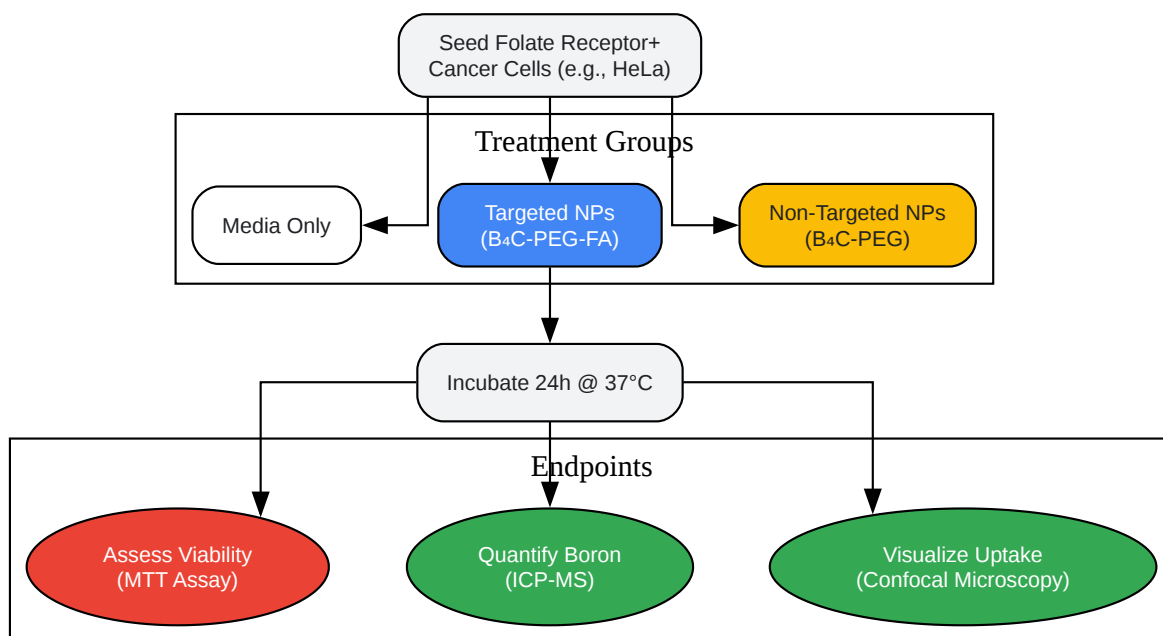 Seed Folate Receptor+
Cancer Cells (e.g., HeLa)
Treatment Groups
Media Only
Targeted NPs
(B₄C-PEG-FA)
Non-Targeted NPs
(B₄C-PEG)
Incubate 24h @ 37°C
Endpoints
Assess Viability
(MTT Assay)
Quantify Boron
(ICP-MS)
Visualize Uptake
(Confocal Microscopy)